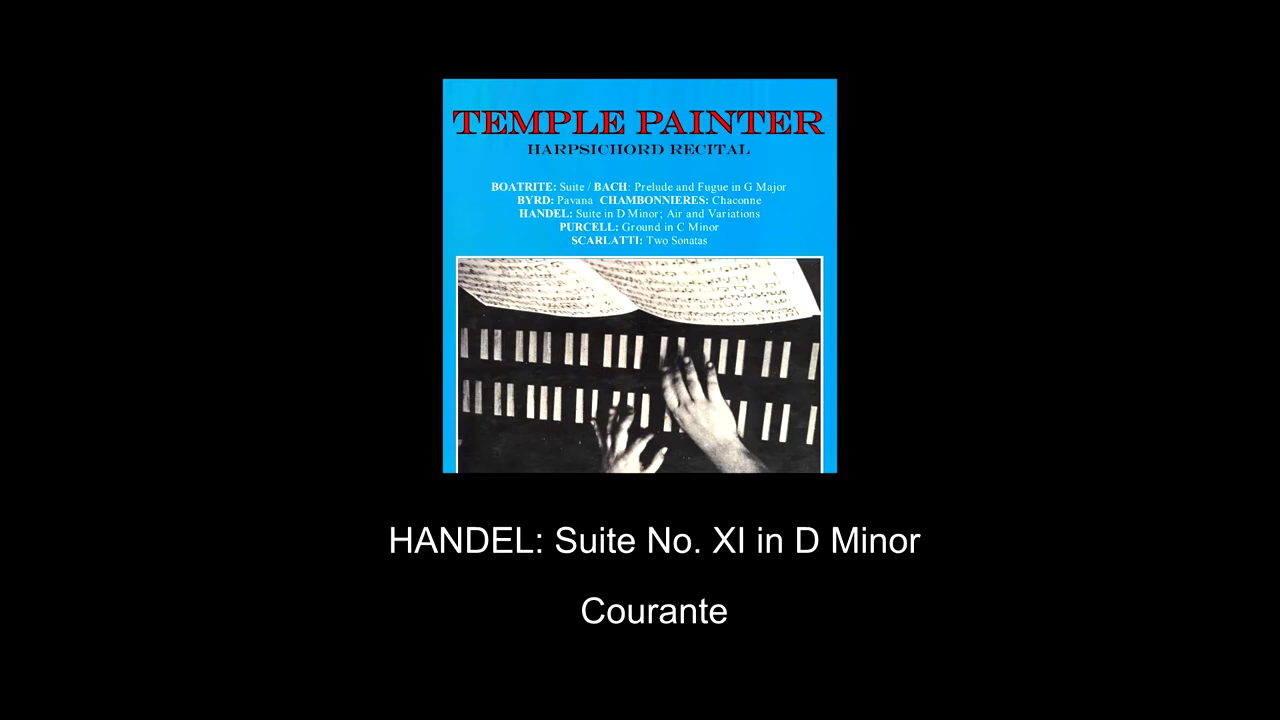 TEMPLE PAINTER
HARPSICHORD RECITAL
BOATRITE: Suite / BACH: Prelude and Fugue in G Major
BYRD: Pavana CHAMBONNIERES: Chaconne
HANDEL: Suite in D Minor; Air and Variations
PURCELL: Ground in C Minor
SCARLATTI: Two Sonatas
HANDEL: Suite No. XI in D Minor
Courante